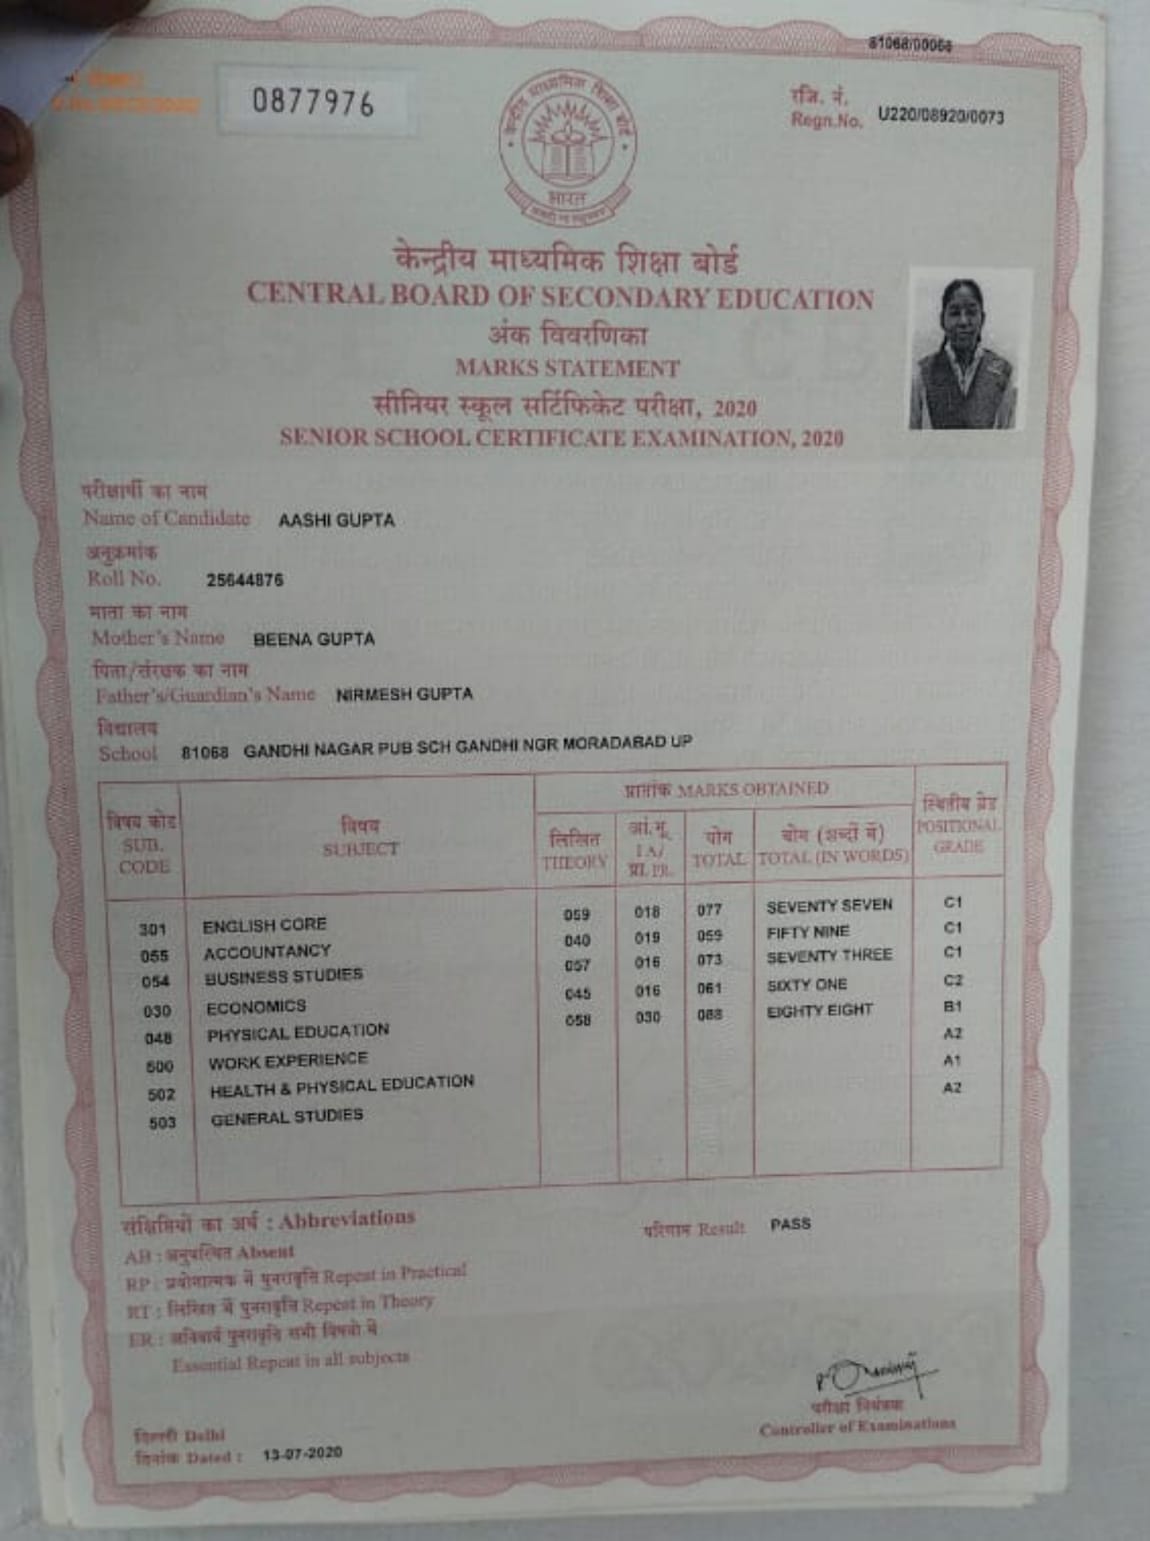 81068/00068
0877976
रजि. नं.
Regn.No. U220/08920/0073
केन्द्रीय माध्यमिक शिक्षा बोर्ड
भारत
केन्द्रीय माध्यमिक शिक्षा बोर्ड
CENTRAL BOARD OF SECONDARY EDUCATION
अंक विवरणिका
MARKS STATEMENT
सीनियर स्कूल सर्टिफिकेट परीक्षा, 2020
SENIOR SCHOOL CERTIFICATE EXAMINATION, 2020
परीक्षार्थी का नाम
Name of Candidate AASHI GUPTA
अनुक्रमांक
Roll No. 25644876
माता का नाम
Mother's Name BEENA GUPTA
पिता/संरक्षक का नाम
Father's/Guardian's Name NIRMESH GUPTA
विद्यालय
School 81068 GANDHI NAGAR PUB SCH GANDHI NGR MORADABAD UP
विषय कोड SUB. CODE
विषय SUBJECT
प्राप्तांक MARKS OBTAINED
लिखित THEORY
आं.मू. I A/ प्रा. PR.
योग TOTAL
योग (शब्दों में) TOTAL (IN WORDS)
स्थितीय ग्रेड POSITIONAL GRADE
301 ENGLISH CORE 059 018 077 SEVENTY SEVEN C1
055 ACCOUNTANCY 040 019 059 FIFTY NINE C1
054 BUSINESS STUDIES 057 016 073 SEVENTY THREE C1
030 ECONOMICS 045 016 061 SIXTY ONE C2
048 PHYSICAL EDUCATION 058 030 088 EIGHTY EIGHT B1
500 WORK EXPERIENCE A2
502 HEALTH & PHYSICAL EDUCATION A1
503 GENERAL STUDIES A2
संक्षिप्तियों का अर्थ : Abbreviations
परिणाम Result PASS
AB : अनुपस्थित Absent
RP : प्रयोगात्मक में पुनरावृत्ति Repeat in Practical
RT : लिखित में पुनरावृत्ति Repeat in Theory
ER : अनिवार्य पुनरावृत्ति सभी विषयो में
Essential Repeat in all subjects
परीक्षा नियंत्रक
Controller of Examinations
दिल्ली Delhi
दिनांक Dated : 13-07-2020